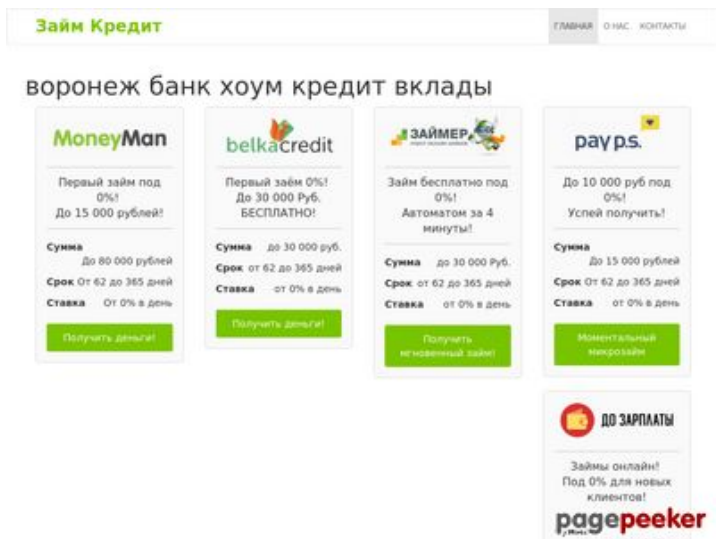 Займ Кредит
ГЛАВНАЯ О НАС. КОНТАКТЫ
воронеж банк хоум кредит вклады
MoneyMan
Первый займ под
0%!
До 15 000 рублей!
Сумма
До 80 000 рублей
Срок От 62 до 365 дней
Ставка От 0% в день
Получить деньги!
belkacredit
Первый заём 0%!
До 30 000 Руб.
БЕСПЛАТНО!
Сумма до 30 000 руб.
Срок от 62 до 365 дней
Ставка от 0% в день
Получить деньги!
ЗАЙМЕР
Займ бесплатно под
0%!
Автоматом за 4
минуты!
Сумма до 30 000 Руб.
Срок от 62 до 365 дней
Ставка от 0% в день
Получить
мгновенный займ!
pay p.s.
До 10 000 руб под
0%!
Успей получить!
Сумма
До 15 000 рублей
Срок От 62 до 365 дней
Ставка от 0% в день
Моментальный
микрозайм
ДО ЗАРПЛАТЫ
Займы онлайн!
Под 0% для новых
клиентов!
pagepeeker